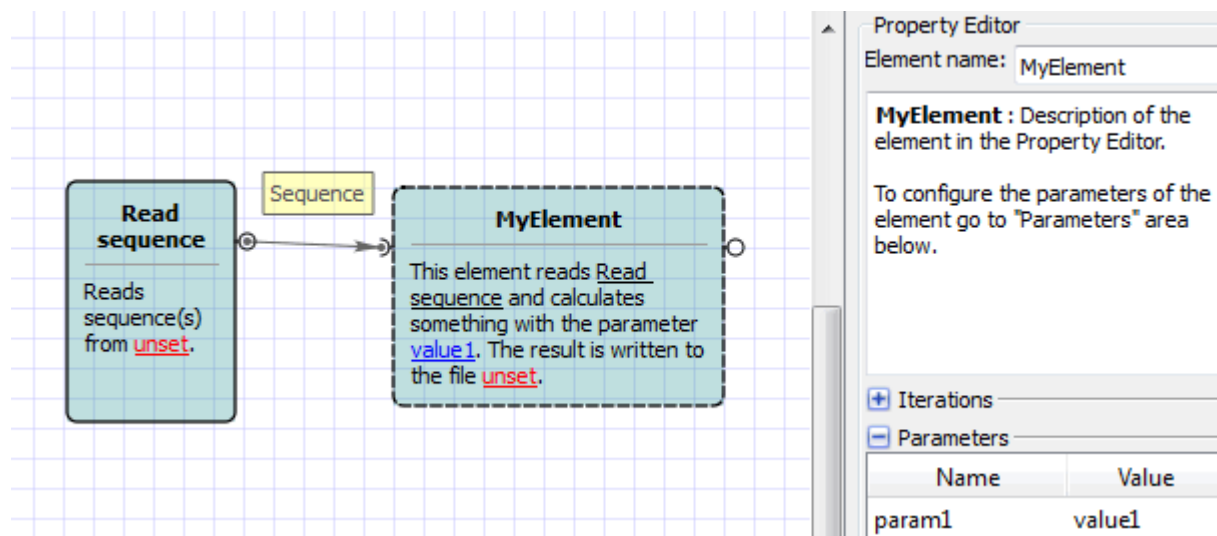 Read
sequence
Reads
sequence(s)
from unset.
Sequence
MyElement
This element reads Read
sequence and calculates
something with the parameter
value1. The result is written to
the file unset.
Property Editor
Element name: MyElement
MyElement : Description of the
element in the Property Editor.
To configure the parameters of the
element go to "Parameters" area
below.
Iterations
Parameters
Name Value
param1 value1